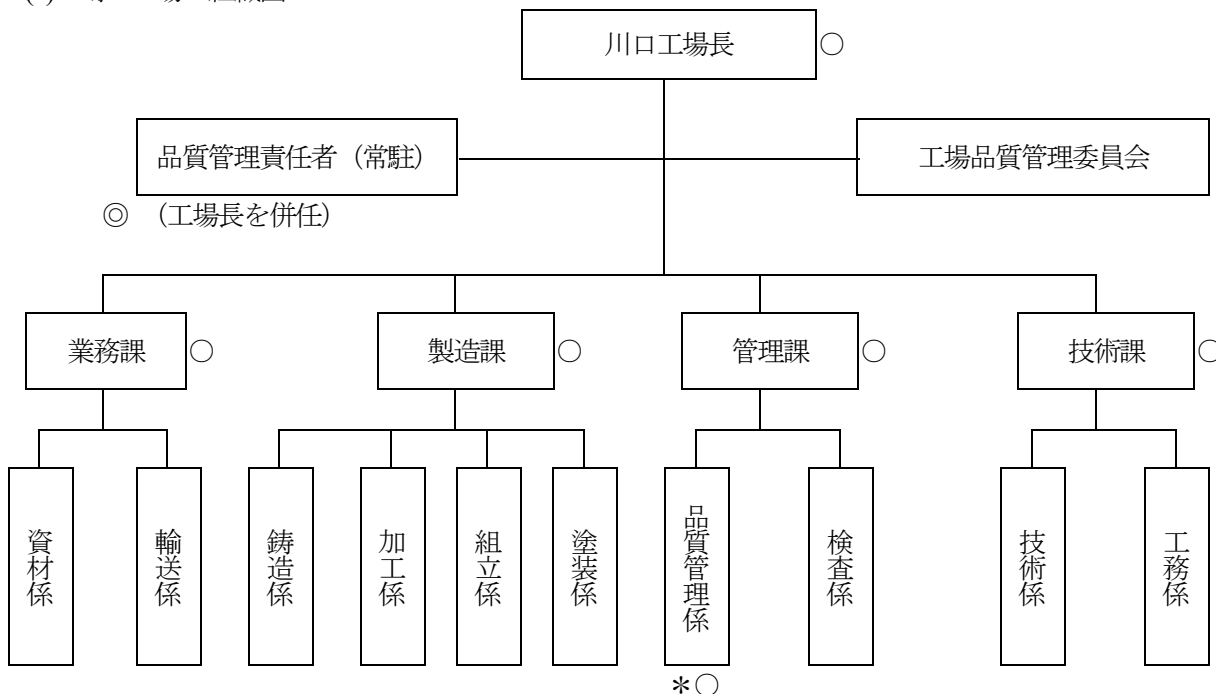 川口工場長 ○
品質管理責任者（常駐）
工場品質管理委員会
◎ （工場長を併任）
業務課 ○
製造課 ○
管理課 ○
技術課 ○
資材係
輸送係
鋳造係
加工係
組立係
塗装係
品質管理係
検査係
技術係
工務係
＊○